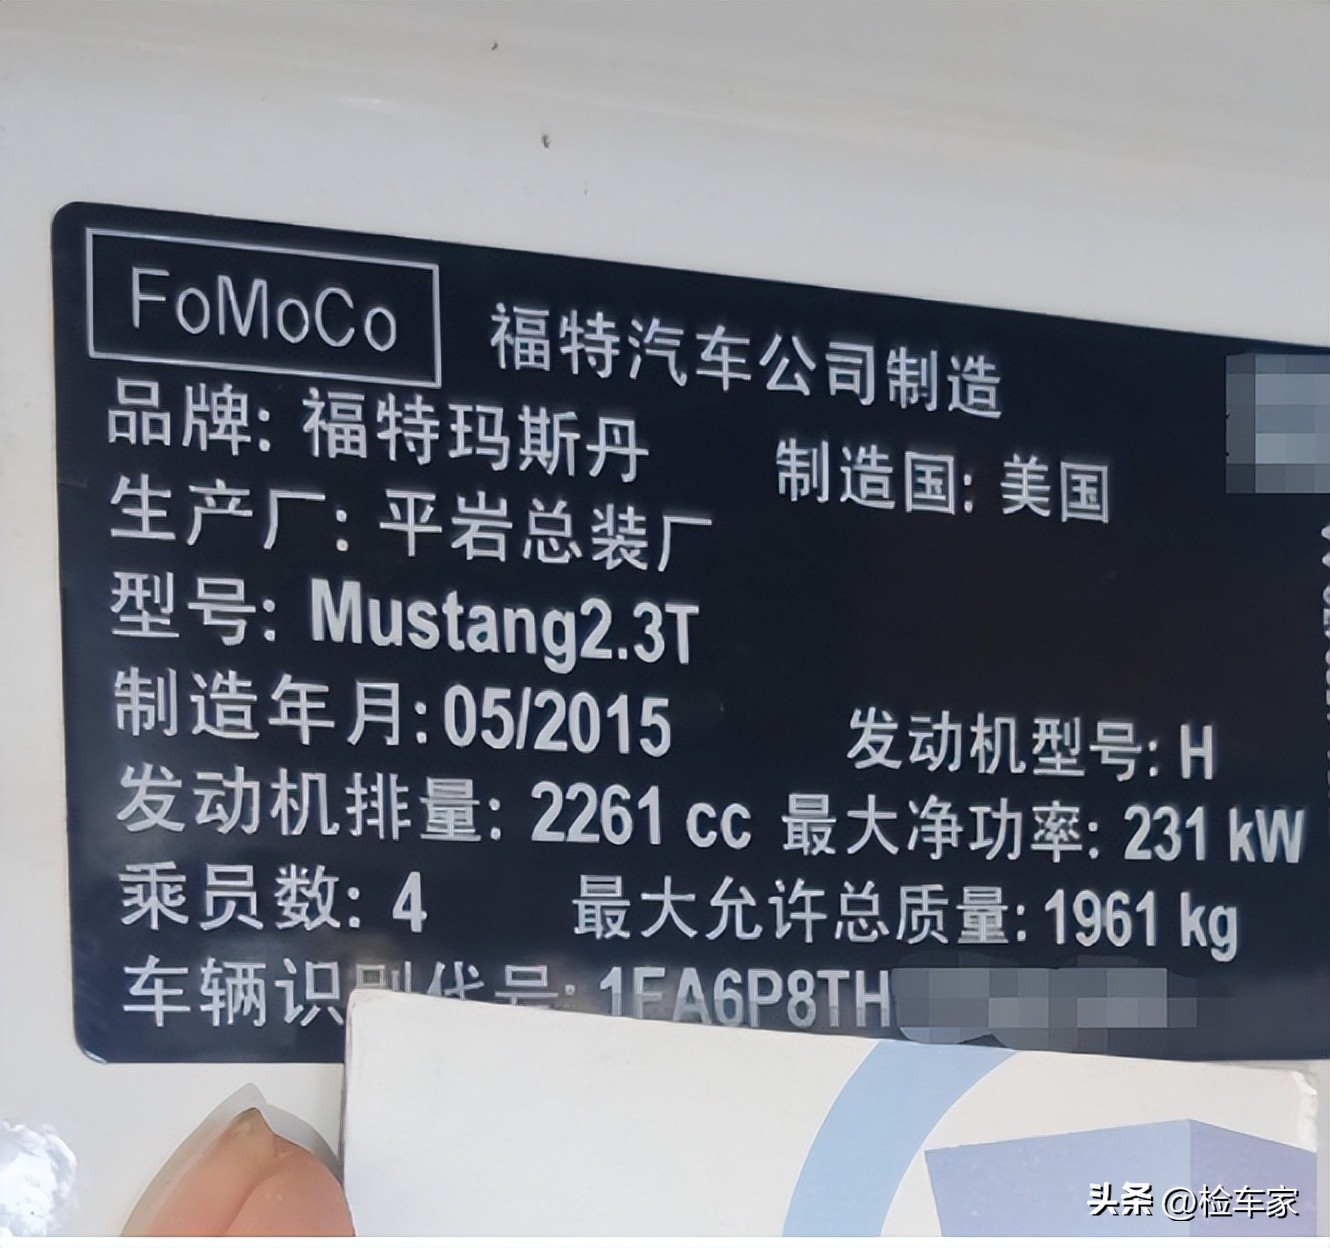 FoMoCo 福特汽车公司制造
品牌: 福特玛斯丹 制造国: 美国
生产厂: 平岩总装厂
型号: Mustang2.3T
制造年月: 05/2015 发动机型号: H
发动机排量: 2261 cc 最大净功率: 231 kW
乘员数: 4 最大允许总质量: 1961 kg
车辆识别代号: 1FA6P8TH
头条 @检车家